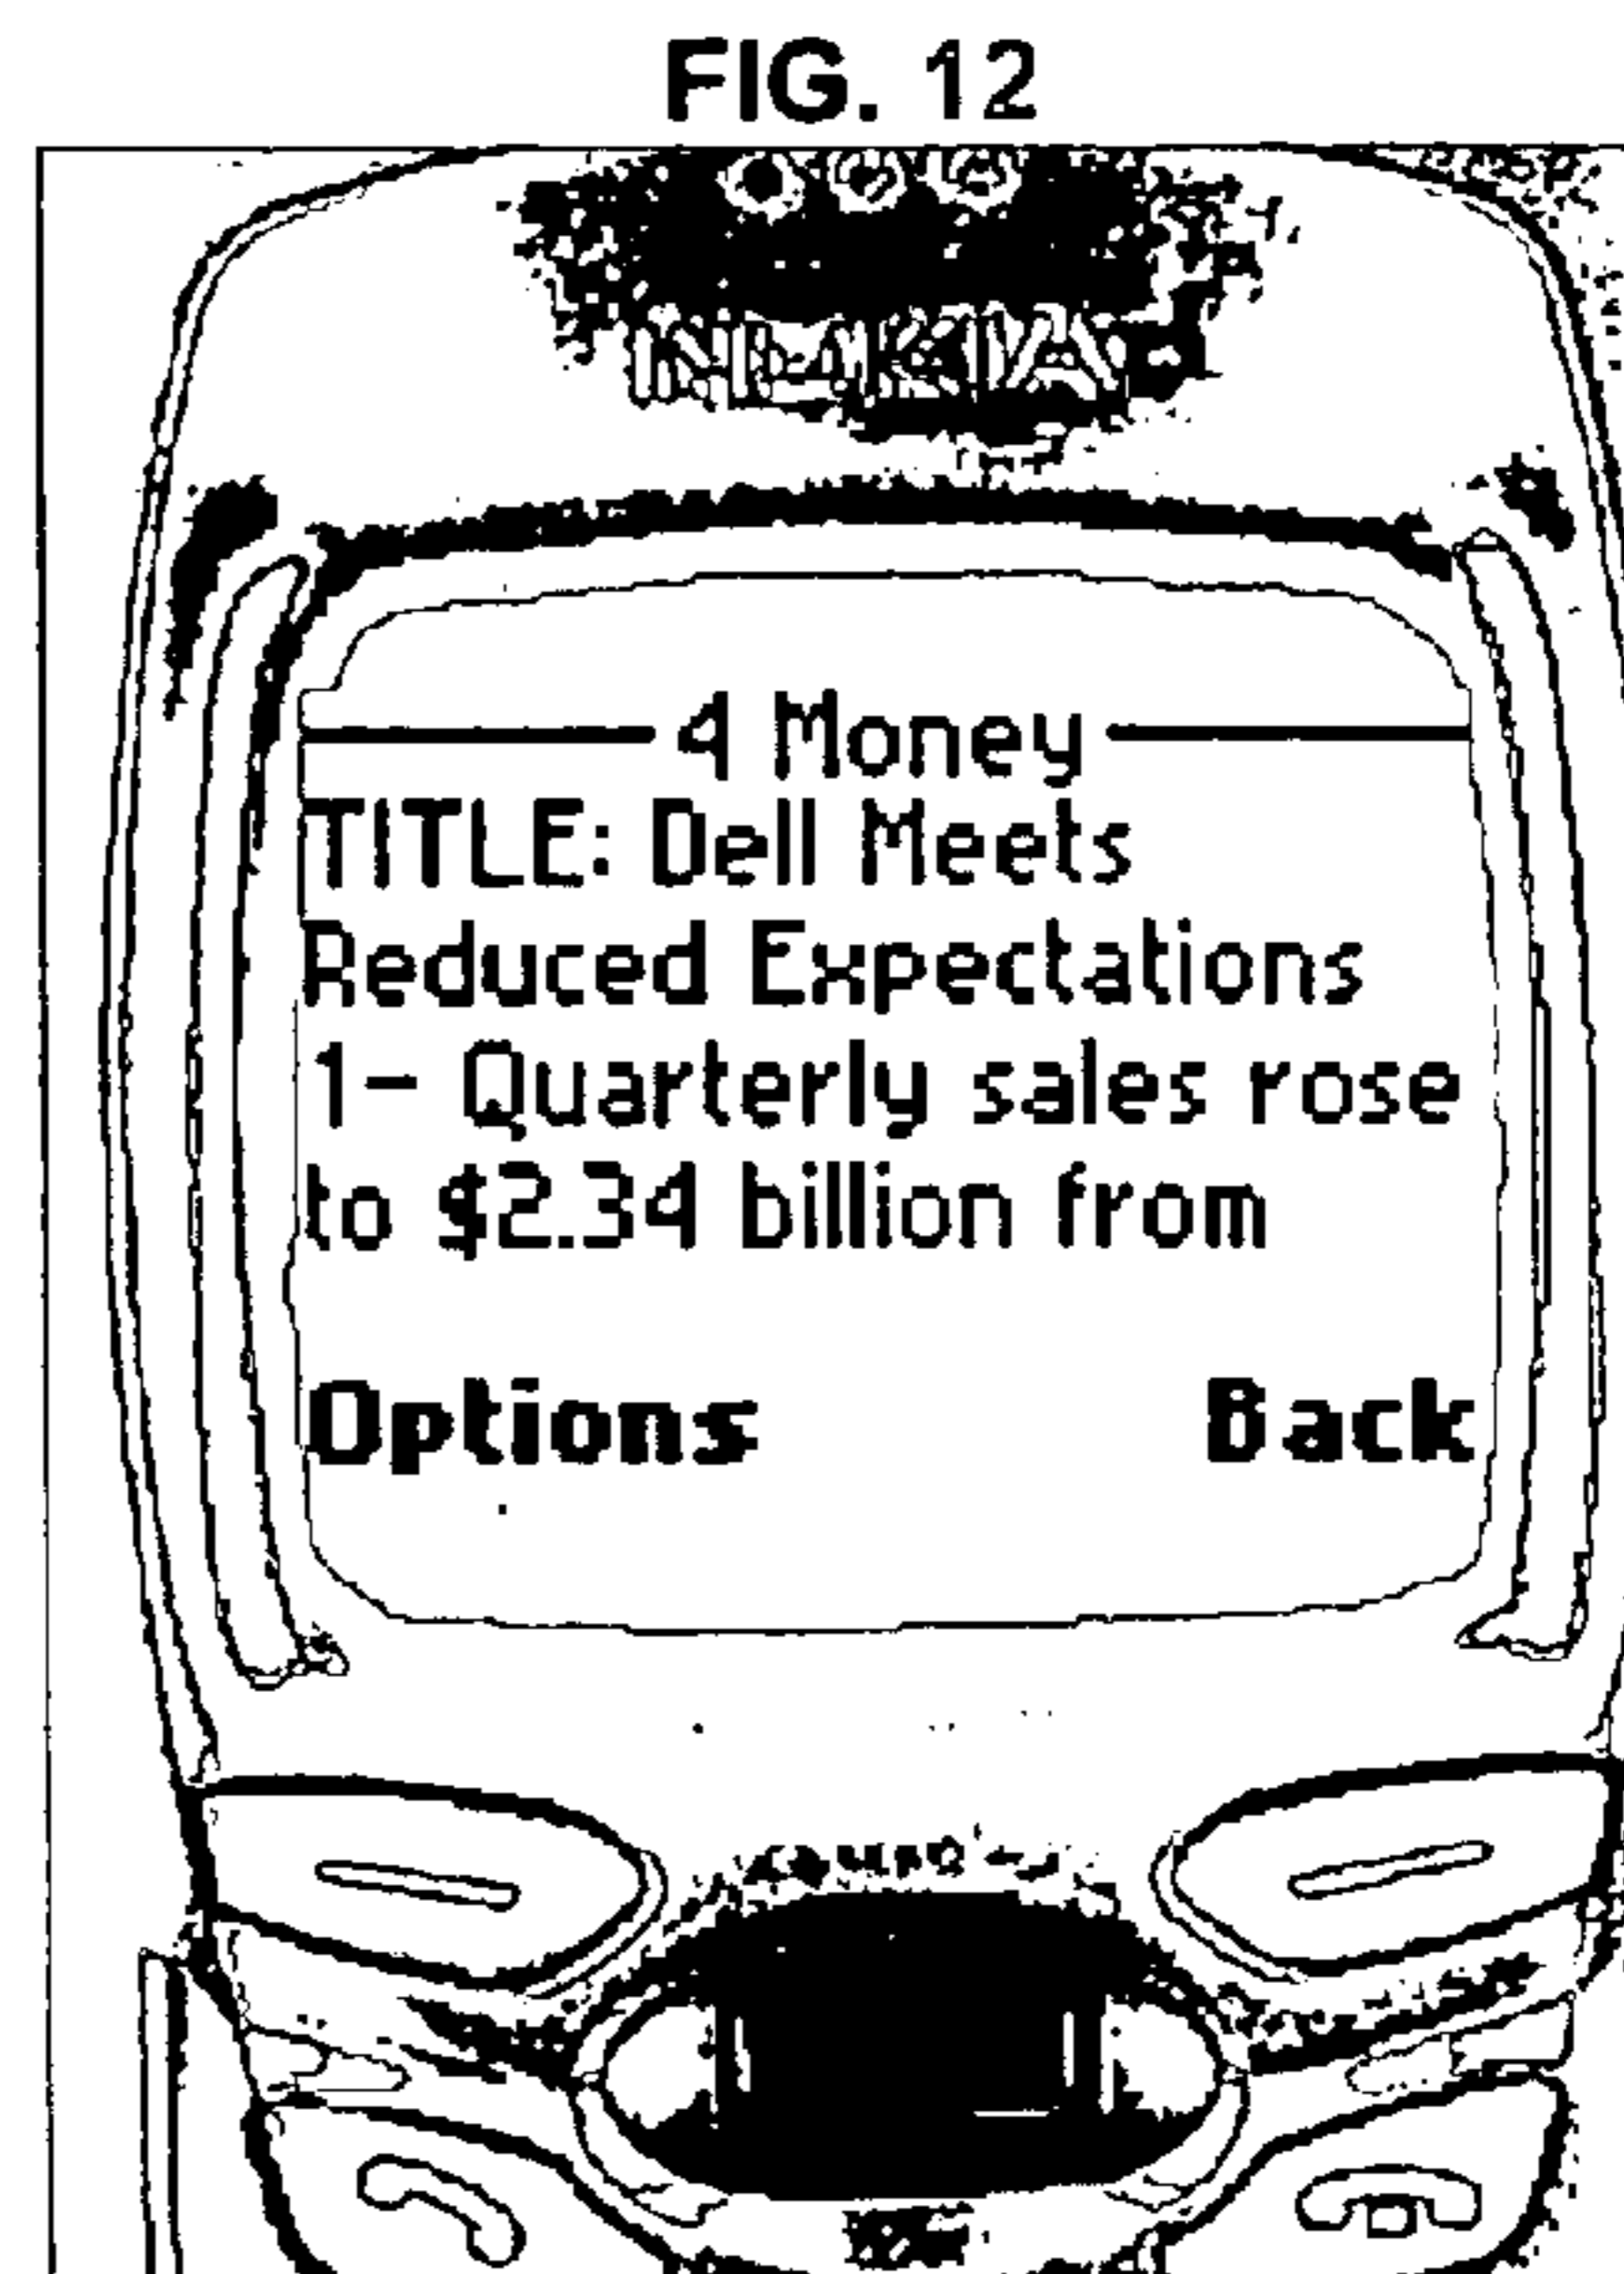 FIG. 12
NOKIA
4 Money
TITLE: Dell Meets
Reduced Expectations
1- Quarterly sales rose
to $2.34 billion from
Options Back